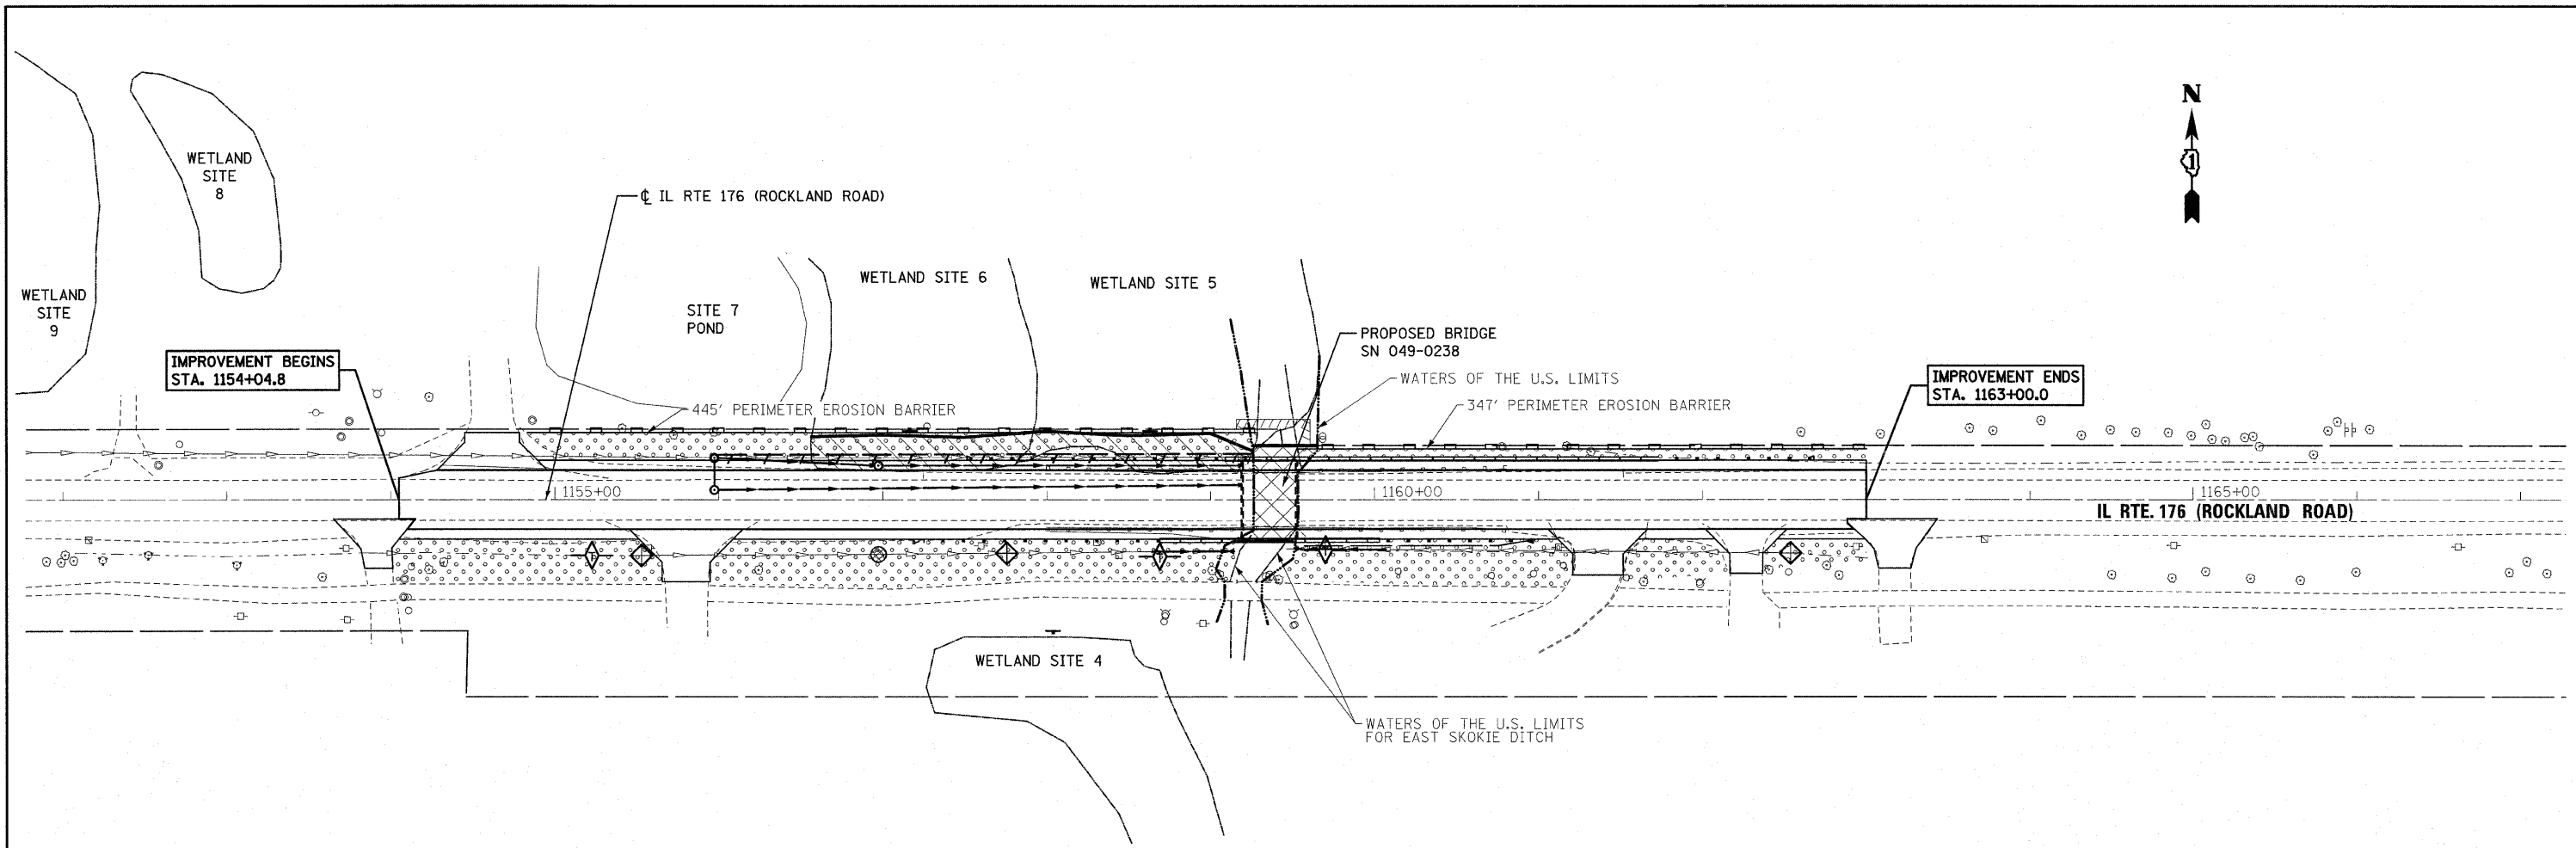 N
1
WETLAND
SITE
8
℄ IL RTE 176 (ROCKLAND ROAD)
WETLAND SITE 6
WETLAND SITE 5
WETLAND
SITE
9
SITE 7
POND
PROPOSED BRIDGE
SN 049-0238
IMPROVEMENT BEGINS
STA. 1154+04.8
WATERS OF THE U.S. LIMITS
IMPROVEMENT ENDS
STA. 1163+00.0
445' PERIMETER EROSION BARRIER
347' PERIMETER EROSION BARRIER
1155+00
1160+00
1165+00
IL RTE. 176 (ROCKLAND ROAD)
WETLAND SITE 4
WATERS OF THE U.S. LIMITS
FOR EAST SKOKIE DITCH